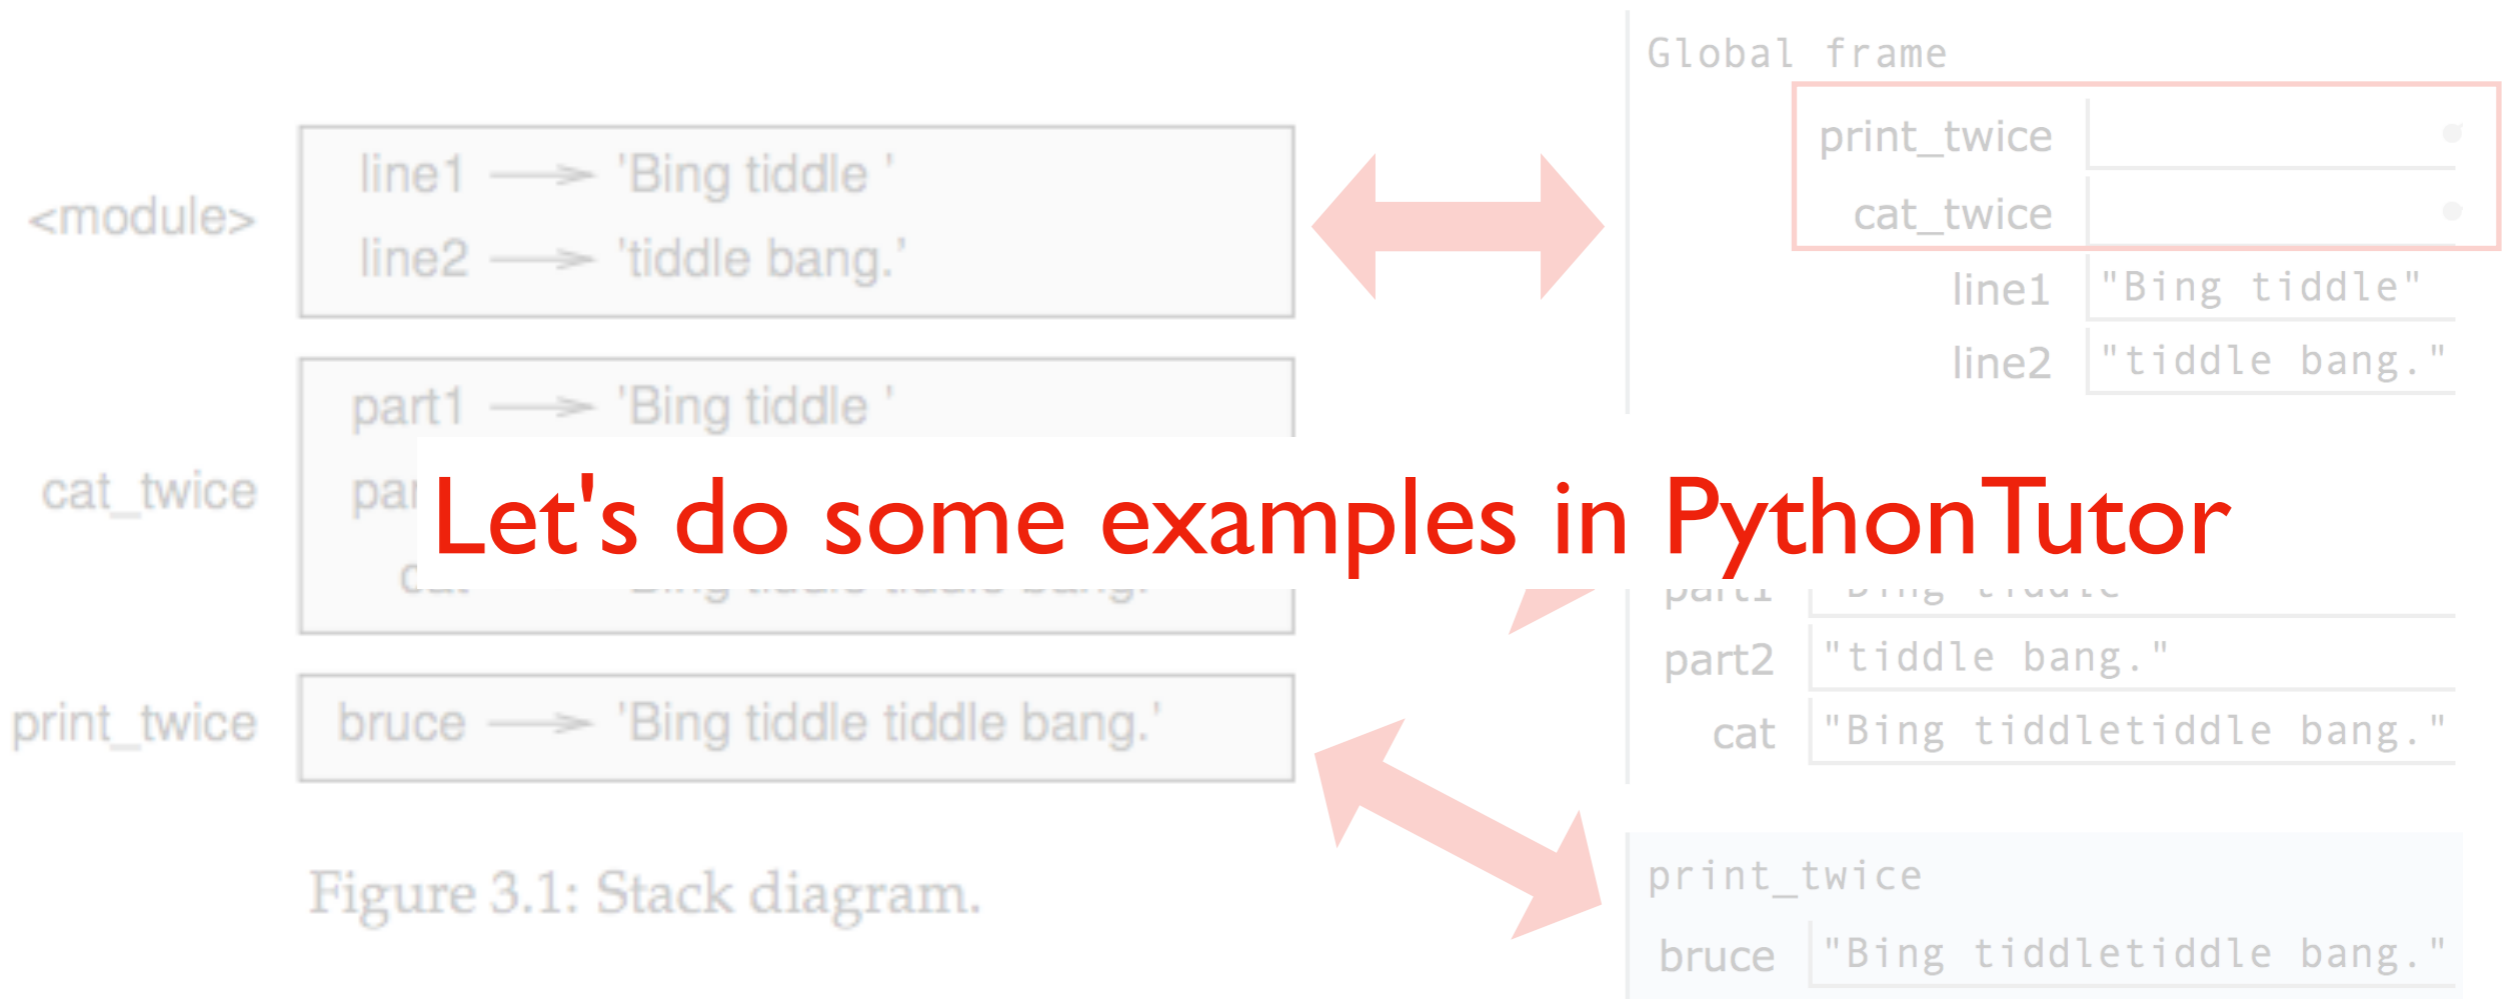 <module>
line1 'Bing tiddle '
line2 'tiddle bang.'
cat_twice
part1 'Bing tiddle '
print_twice
bruce 'Bing tiddle tiddle bang.'
Figure 3.1: Stack diagram.
Let's do some examples in PythonTutor
Global frame
print_twice
cat_twice
line1 "Bing tiddle"
line2 "tiddle bang."
part2 "tiddle bang."
cat "Bing tiddletiddle bang."
print_twice
bruce "Bing tiddletiddle bang."